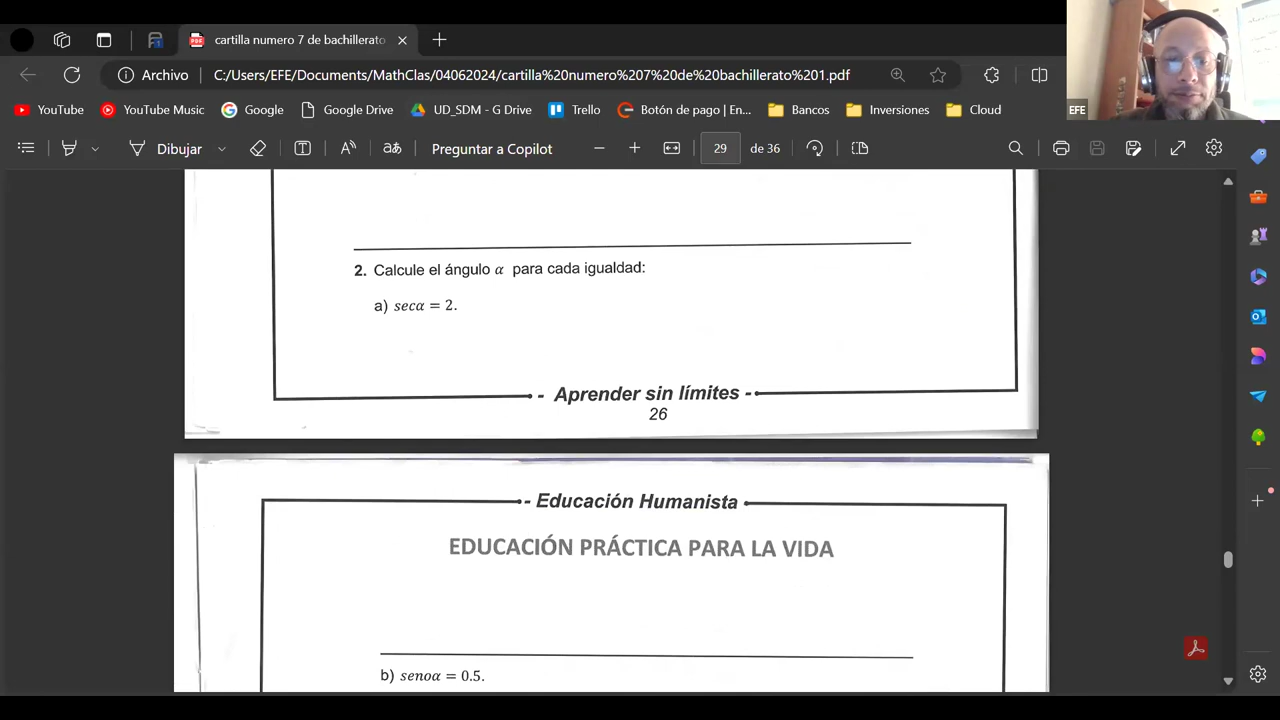 cartilla numero 7 de bachillerato
Archivo C:/Users/EFE/Documents/MathClas/04062024/cartilla%20numero%207%20de%20bachillerato%201.pdf
EFE
YouTube YouTube Music Google Google Drive UD_SDM - G Drive Trello Botón de pago | En... Bancos Inversiones Cloud
Dibujar aあ Preguntar a Copilot 29 de 36
2. Calcule el ángulo α para cada igualdad:
a) secα = 2.
- Aprender sin límites -
26
- Educación Humanista
EDUCACIÓN PRÁCTICA PARA LA VIDA
b) senoα = 0.5.